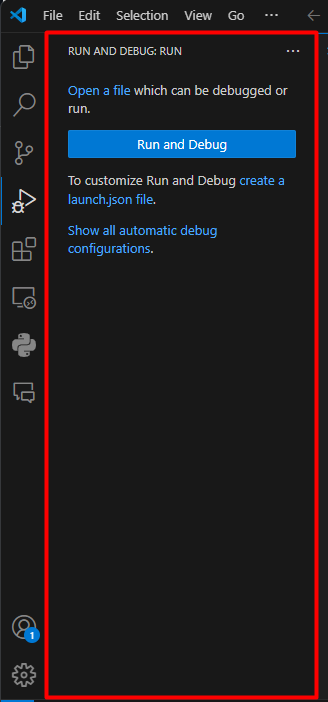 File Edit Selection View Go ...
RUN AND DEBUG: RUN ...
Open a file which can be debugged or
run.
Run and Debug
To customize Run and Debug create a
launch.json file.
Show all automatic debug
configurations.
1